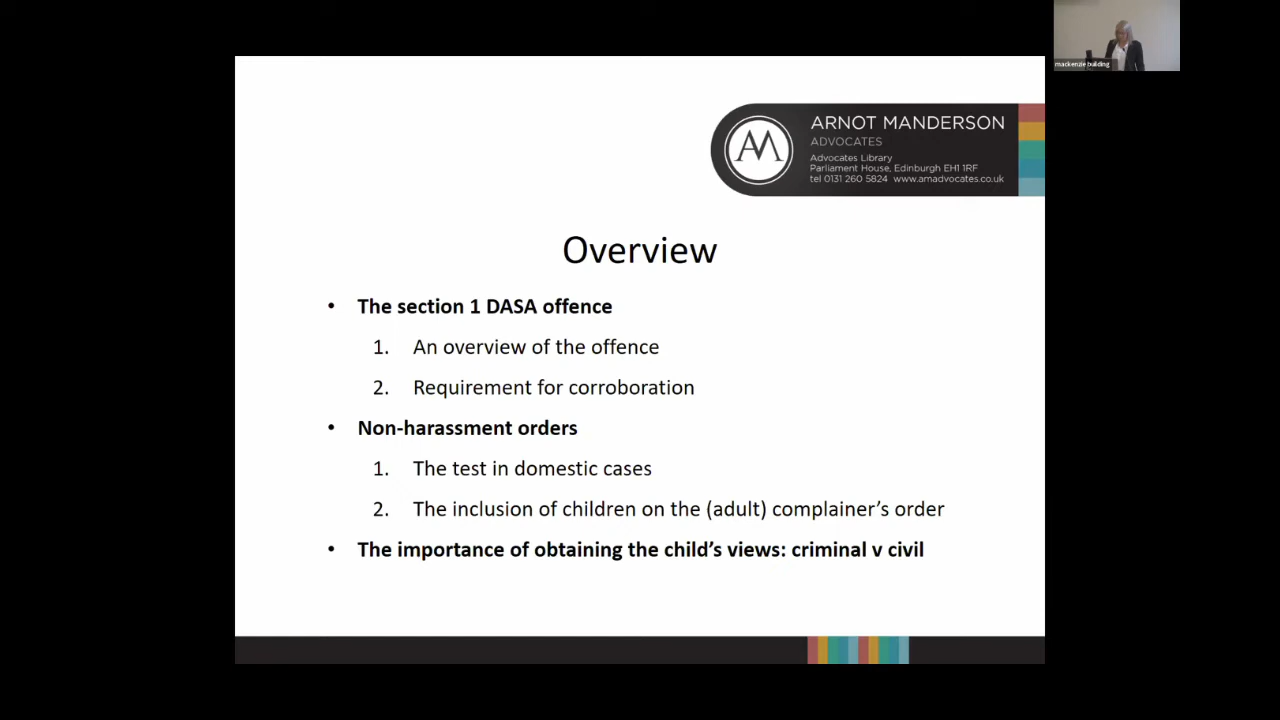 mackenzie building
AM
ARNOT MANDERSON
ADVOCATES
Advocates Library
Parliament House, Edinburgh EH1 1RF
tel 0131 260 5824 www.amadvocates.co.uk
Overview
• The section 1 DASA offence
1. An overview of the offence
2. Requirement for corroboration
• Non-harassment orders
1. The test in domestic cases
2. The inclusion of children on the (adult) complainer's order
• The importance of obtaining the child's views: criminal v civil